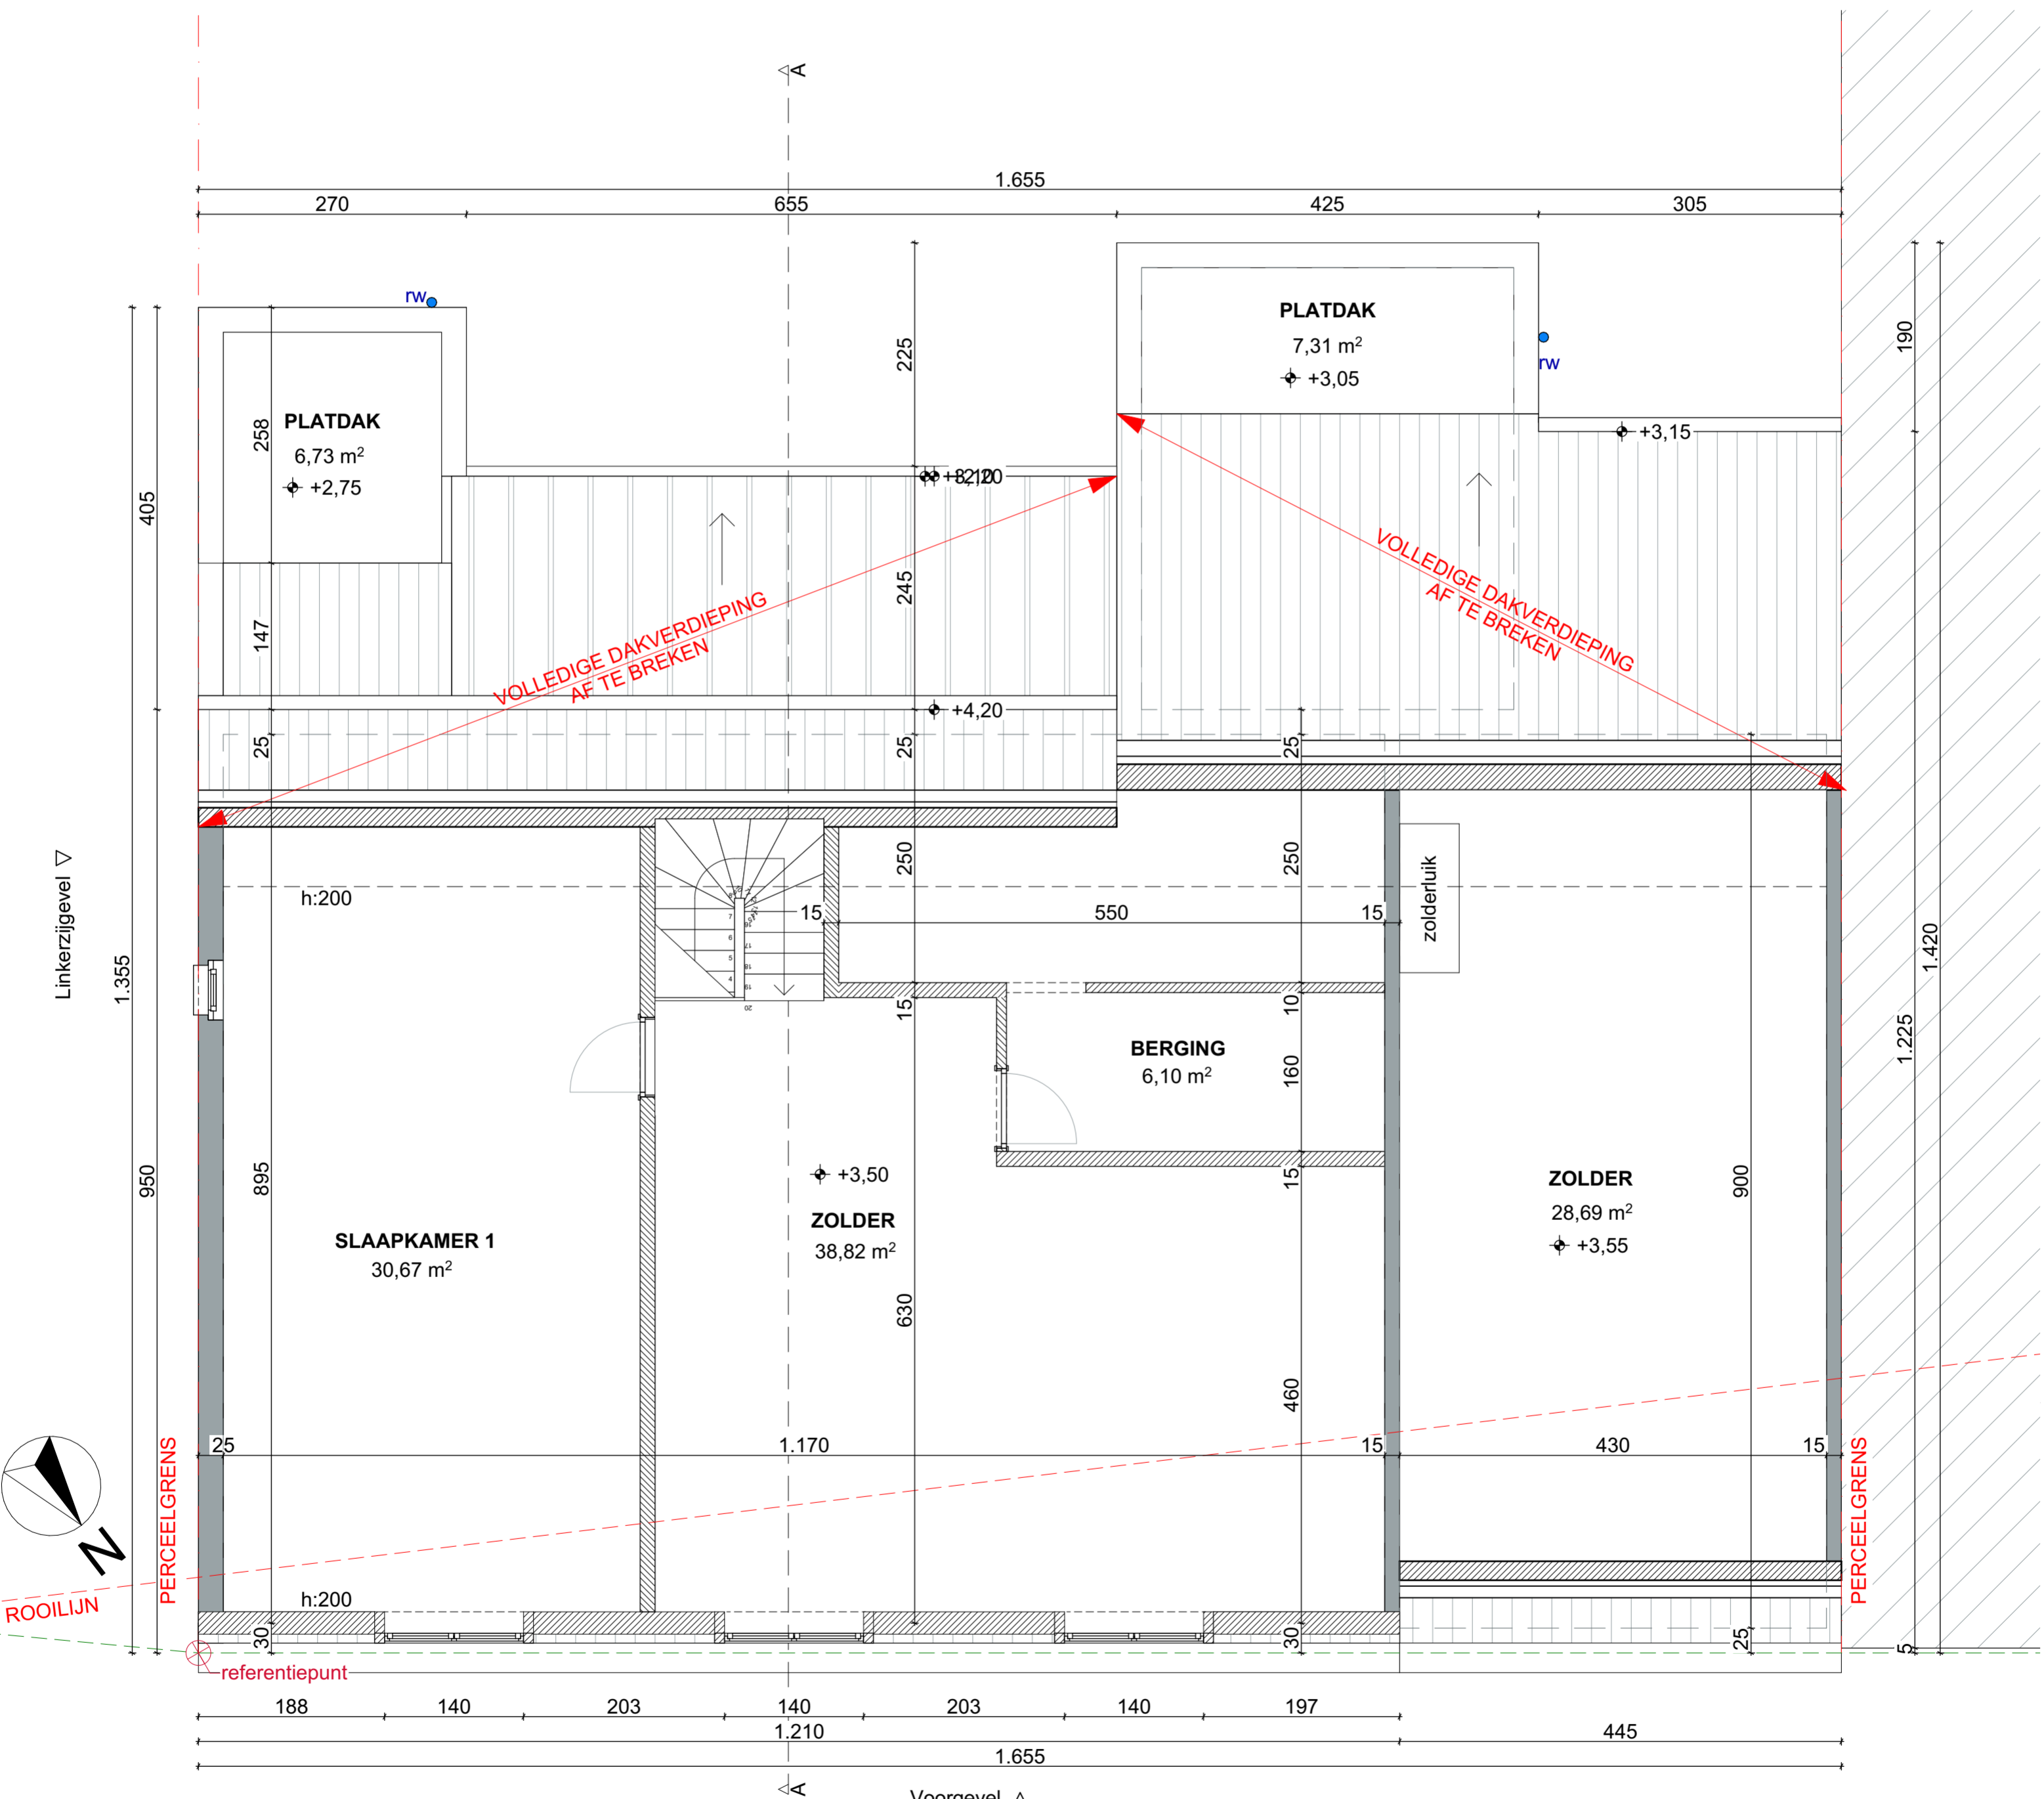 A
1.655
270
655
425
305
rw
PLATDAK
6,73 m²
+2,75
PLATDAK
7,31 m²
+3,05
rw
+3,15
225
190
258
405
VOLLEDIGE DAKVERDIEPING
AF TE BREKEN
VOLLEDIGE DAKVERDIEPING
AF TE BREKEN
245
147
+4,20
25
25
25
Linkerzijgevel
h:200
250
250
zolderluik
15
550
15
1.355
1.420
15
10
1.225
BERGING
6,10 m²
160
950
895
+3,50
ZOLDER
38,82 m²
15
ZOLDER
28,69 m²
+3,55
900
SLAAPKAMER 1
30,67 m²
630
460
25
1.170
15
430
15
N
PERCEELGRENS
PERCEELGRENS
ROOILIJN
h:200
30
30
25
5
referentiepunt
188
140
203
140
203
140
197
1.210
445
1.655
A
Voorgevel